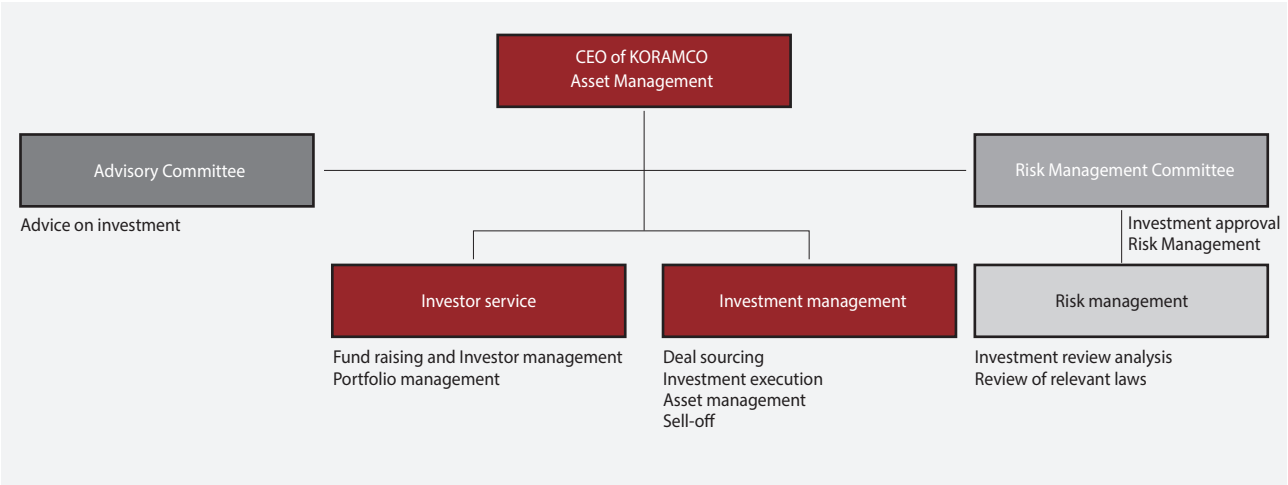 CEO of KORAMCO
Asset Management
Advisory Committee
Risk Management Committee
Advice on investment
Investment approval
Risk Management
Investor service
Investment management
Risk management
Fund raising and Investor management
Portfolio management
Deal sourcing
Investment execution
Asset management
Sell-off
Investment review analysis
Review of relevant laws